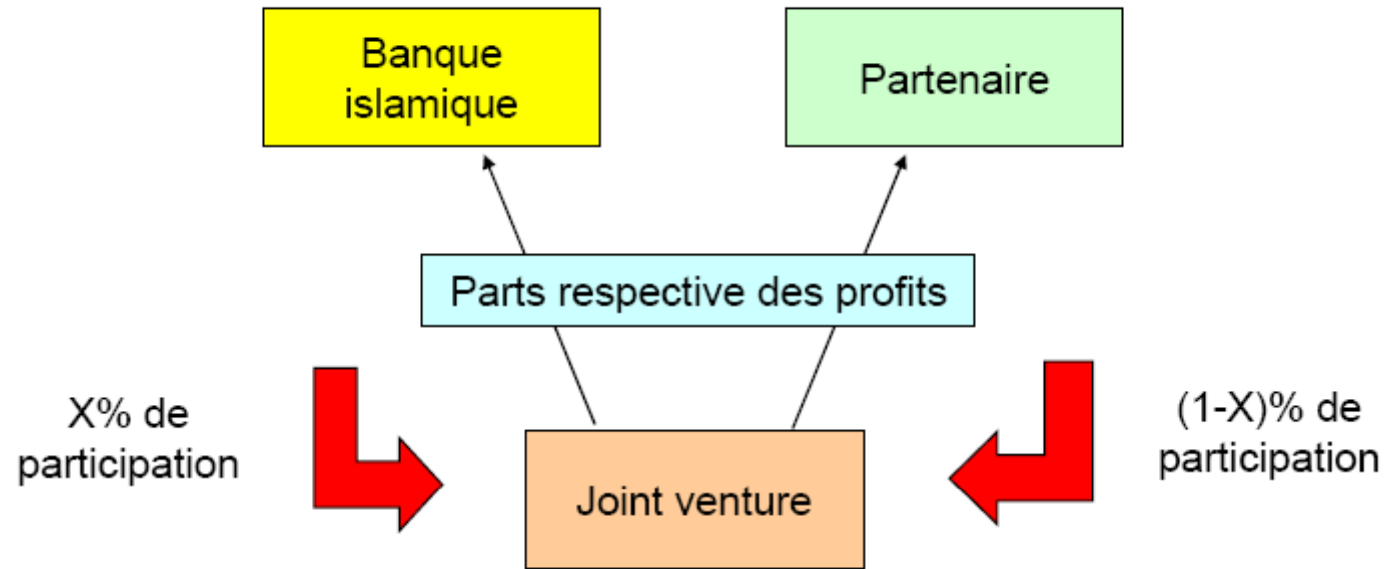 Banque
islamique
Partenaire
Parts respective des profits
X% de
participation
(1-X)% de
participation
Joint venture